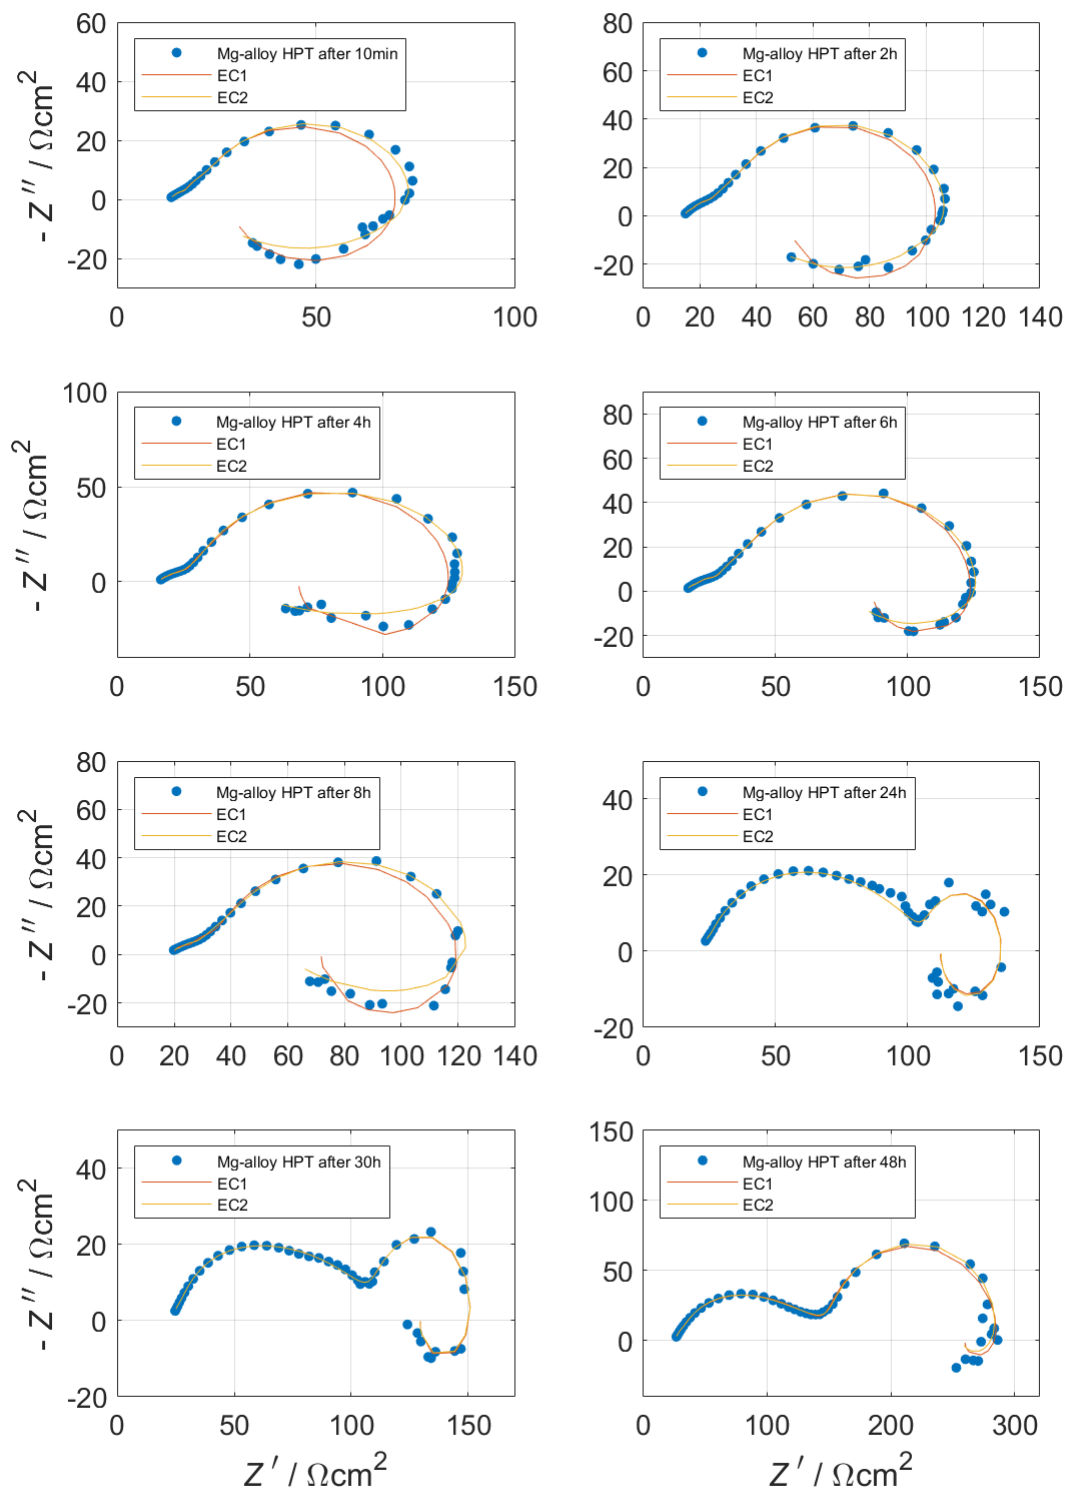 60
40
20
0
-20
0
50
100
- Z'' / Ωcm²
Mg-alloy HPT after 10min
EC1
EC2
80
60
40
20
0
-20
0 20 40 60 80 100 120 140
Mg-alloy HPT after 2h
EC1
EC2
100
50
0
0 50 100 150
- Z'' / Ωcm²
Mg-alloy HPT after 4h
EC1
EC2
80
60
40
20
0
-20
0 50 100 150
Mg-alloy HPT after 6h
EC1
EC2
80
60
40
20
0
-20
0 20 40 60 80 100 120 140
- Z'' / Ωcm²
Mg-alloy HPT after 8h
EC1
EC2
40
20
0
-20
0 50 100 150
Mg-alloy HPT after 24h
EC1
EC2
40
20
0
-20
0 50 100 150
- Z'' / Ωcm²
Z' / Ωcm²
Mg-alloy HPT after 30h
EC1
EC2
150
100
50
0
0 100 200 300
Z' / Ωcm²
Mg-alloy HPT after 48h
EC1
EC2